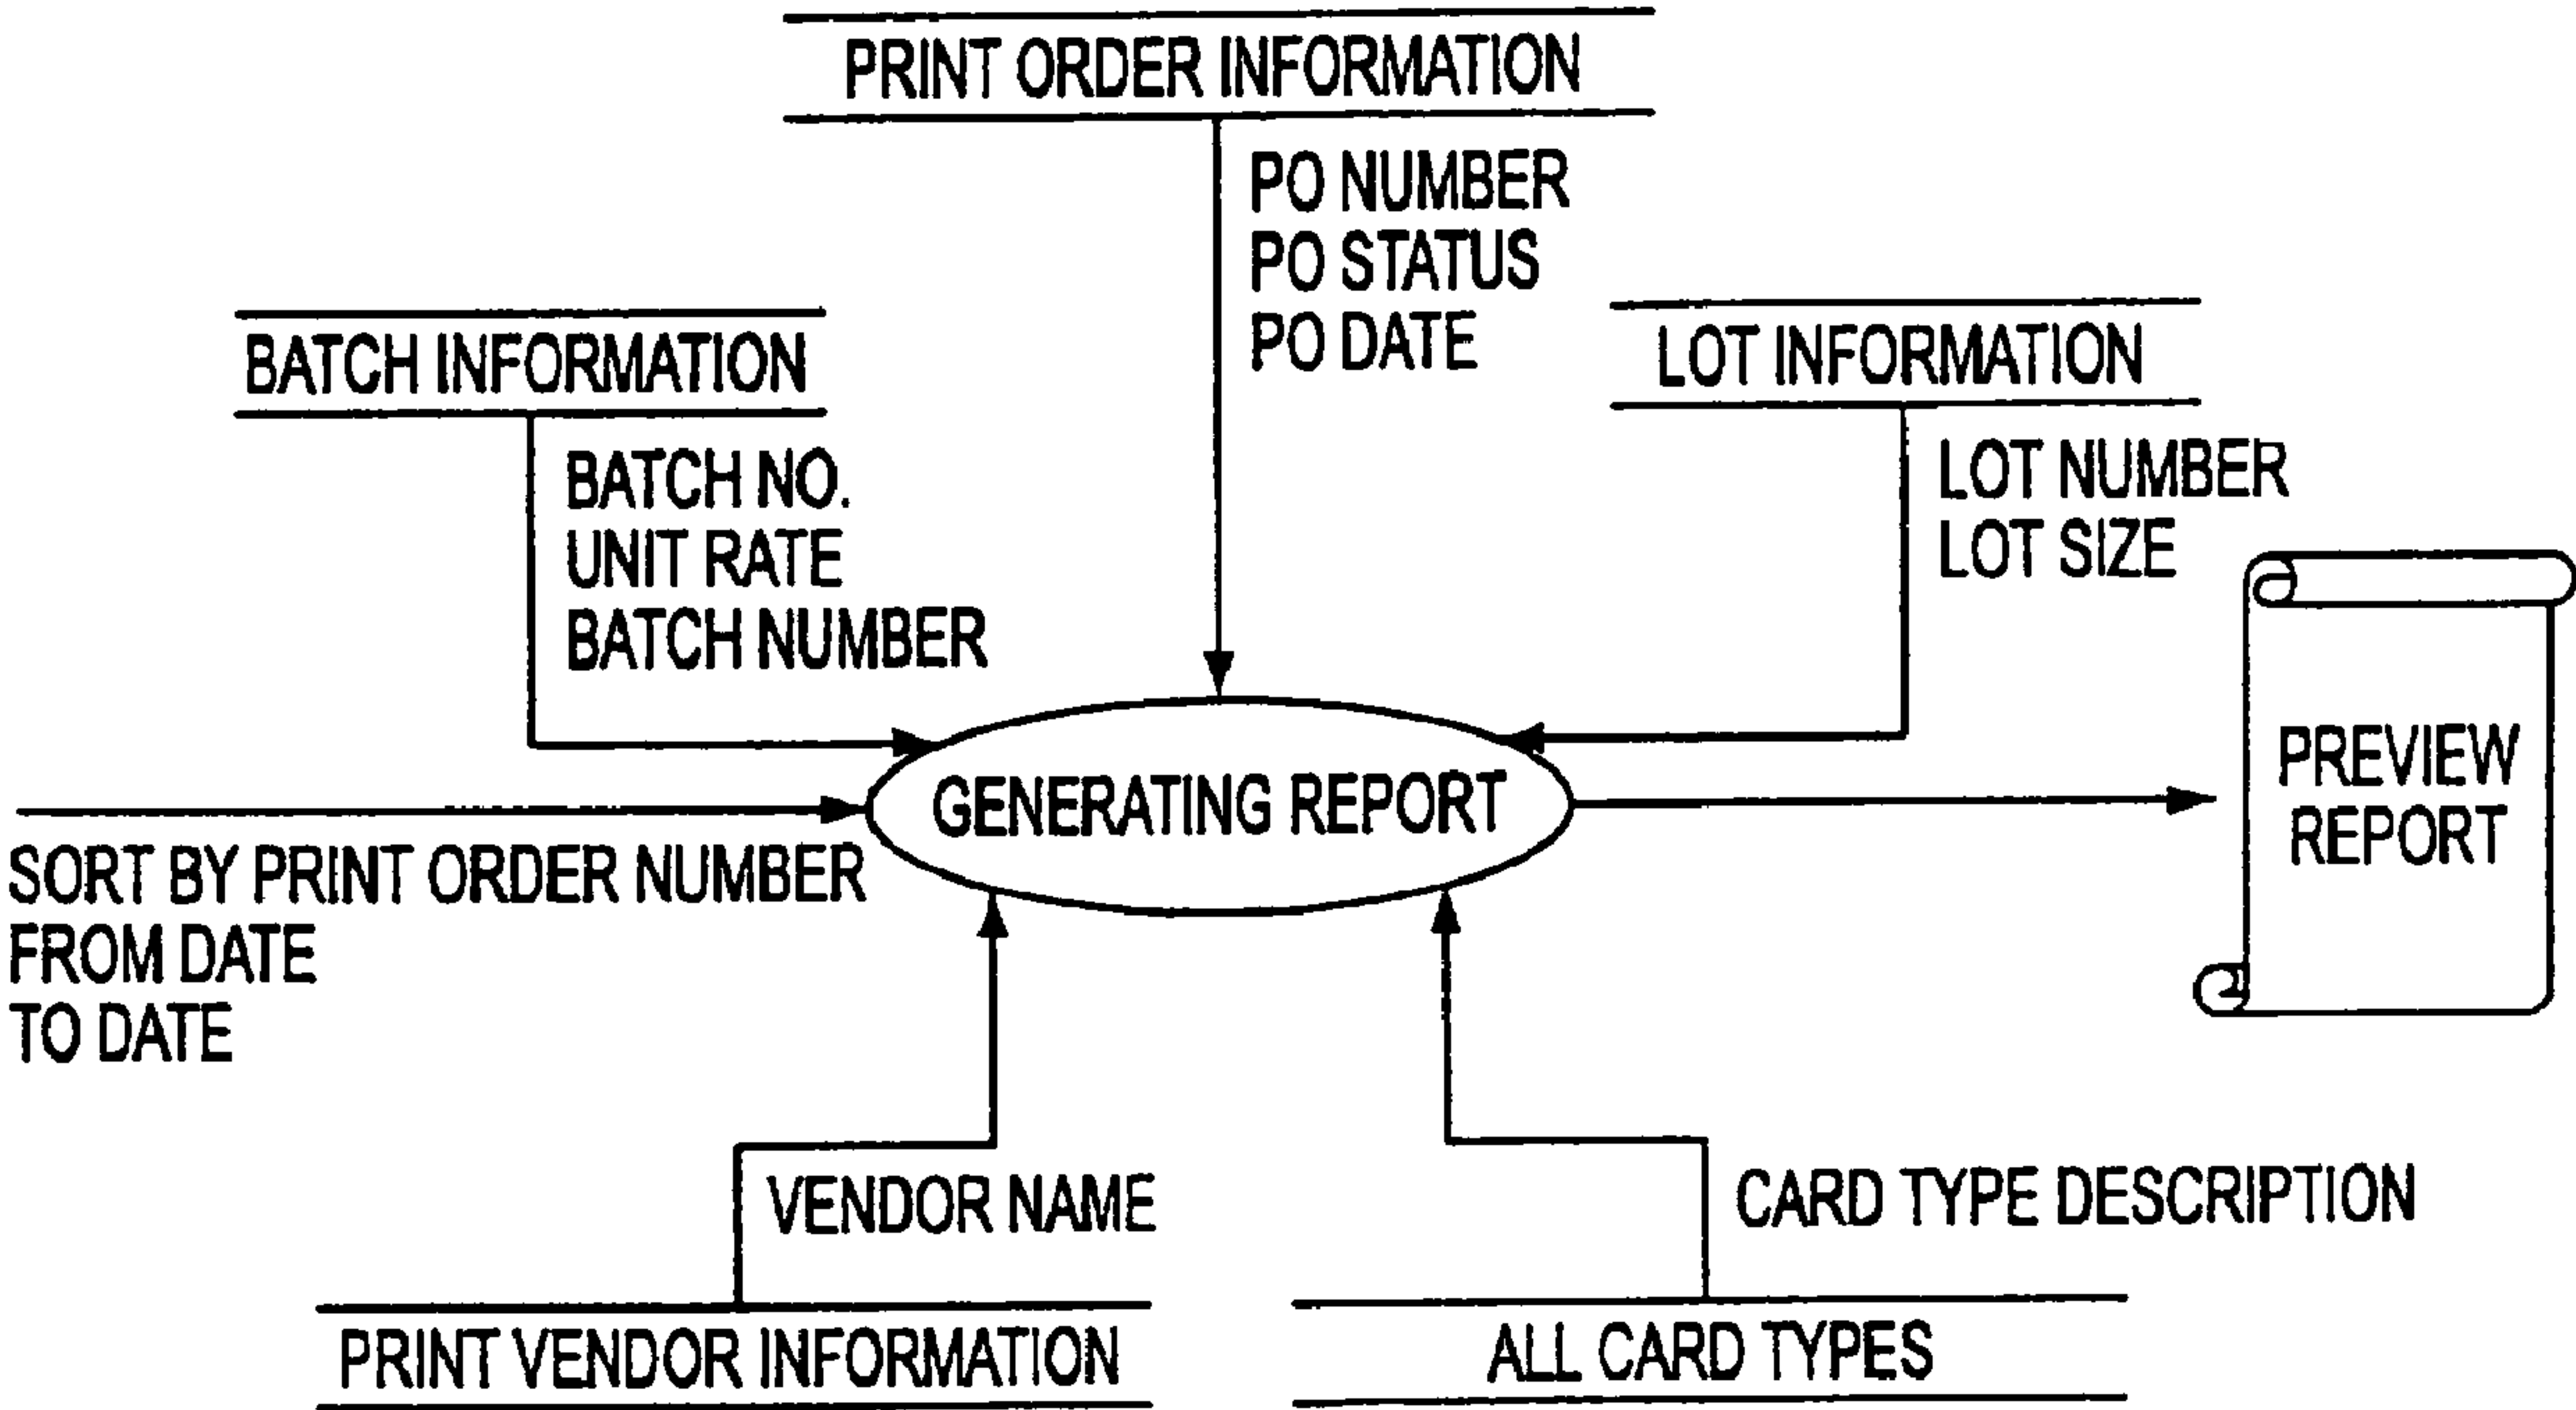 PRINT ORDER INFORMATION
PO NUMBER
PO STATUS
PO DATE
BATCH INFORMATION
BATCH NO.
UNIT RATE
BATCH NUMBER
LOT INFORMATION
LOT NUMBER
LOT SIZE
GENERATING REPORT
PREVIEW
REPORT
SORT BY PRINT ORDER NUMBER
FROM DATE
TO DATE
VENDOR NAME
PRINT VENDOR INFORMATION
CARD TYPE DESCRIPTION
ALL CARD TYPES